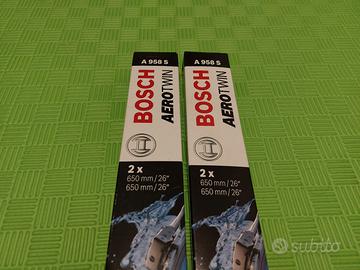 A 958 S
BOSCH
AEROTWIN
2 x
650 mm / 26"
650 mm / 26"
A 958 S
BOSCH
AEROTWIN
2 x
650 mm / 26"
650 mm / 26"
subito